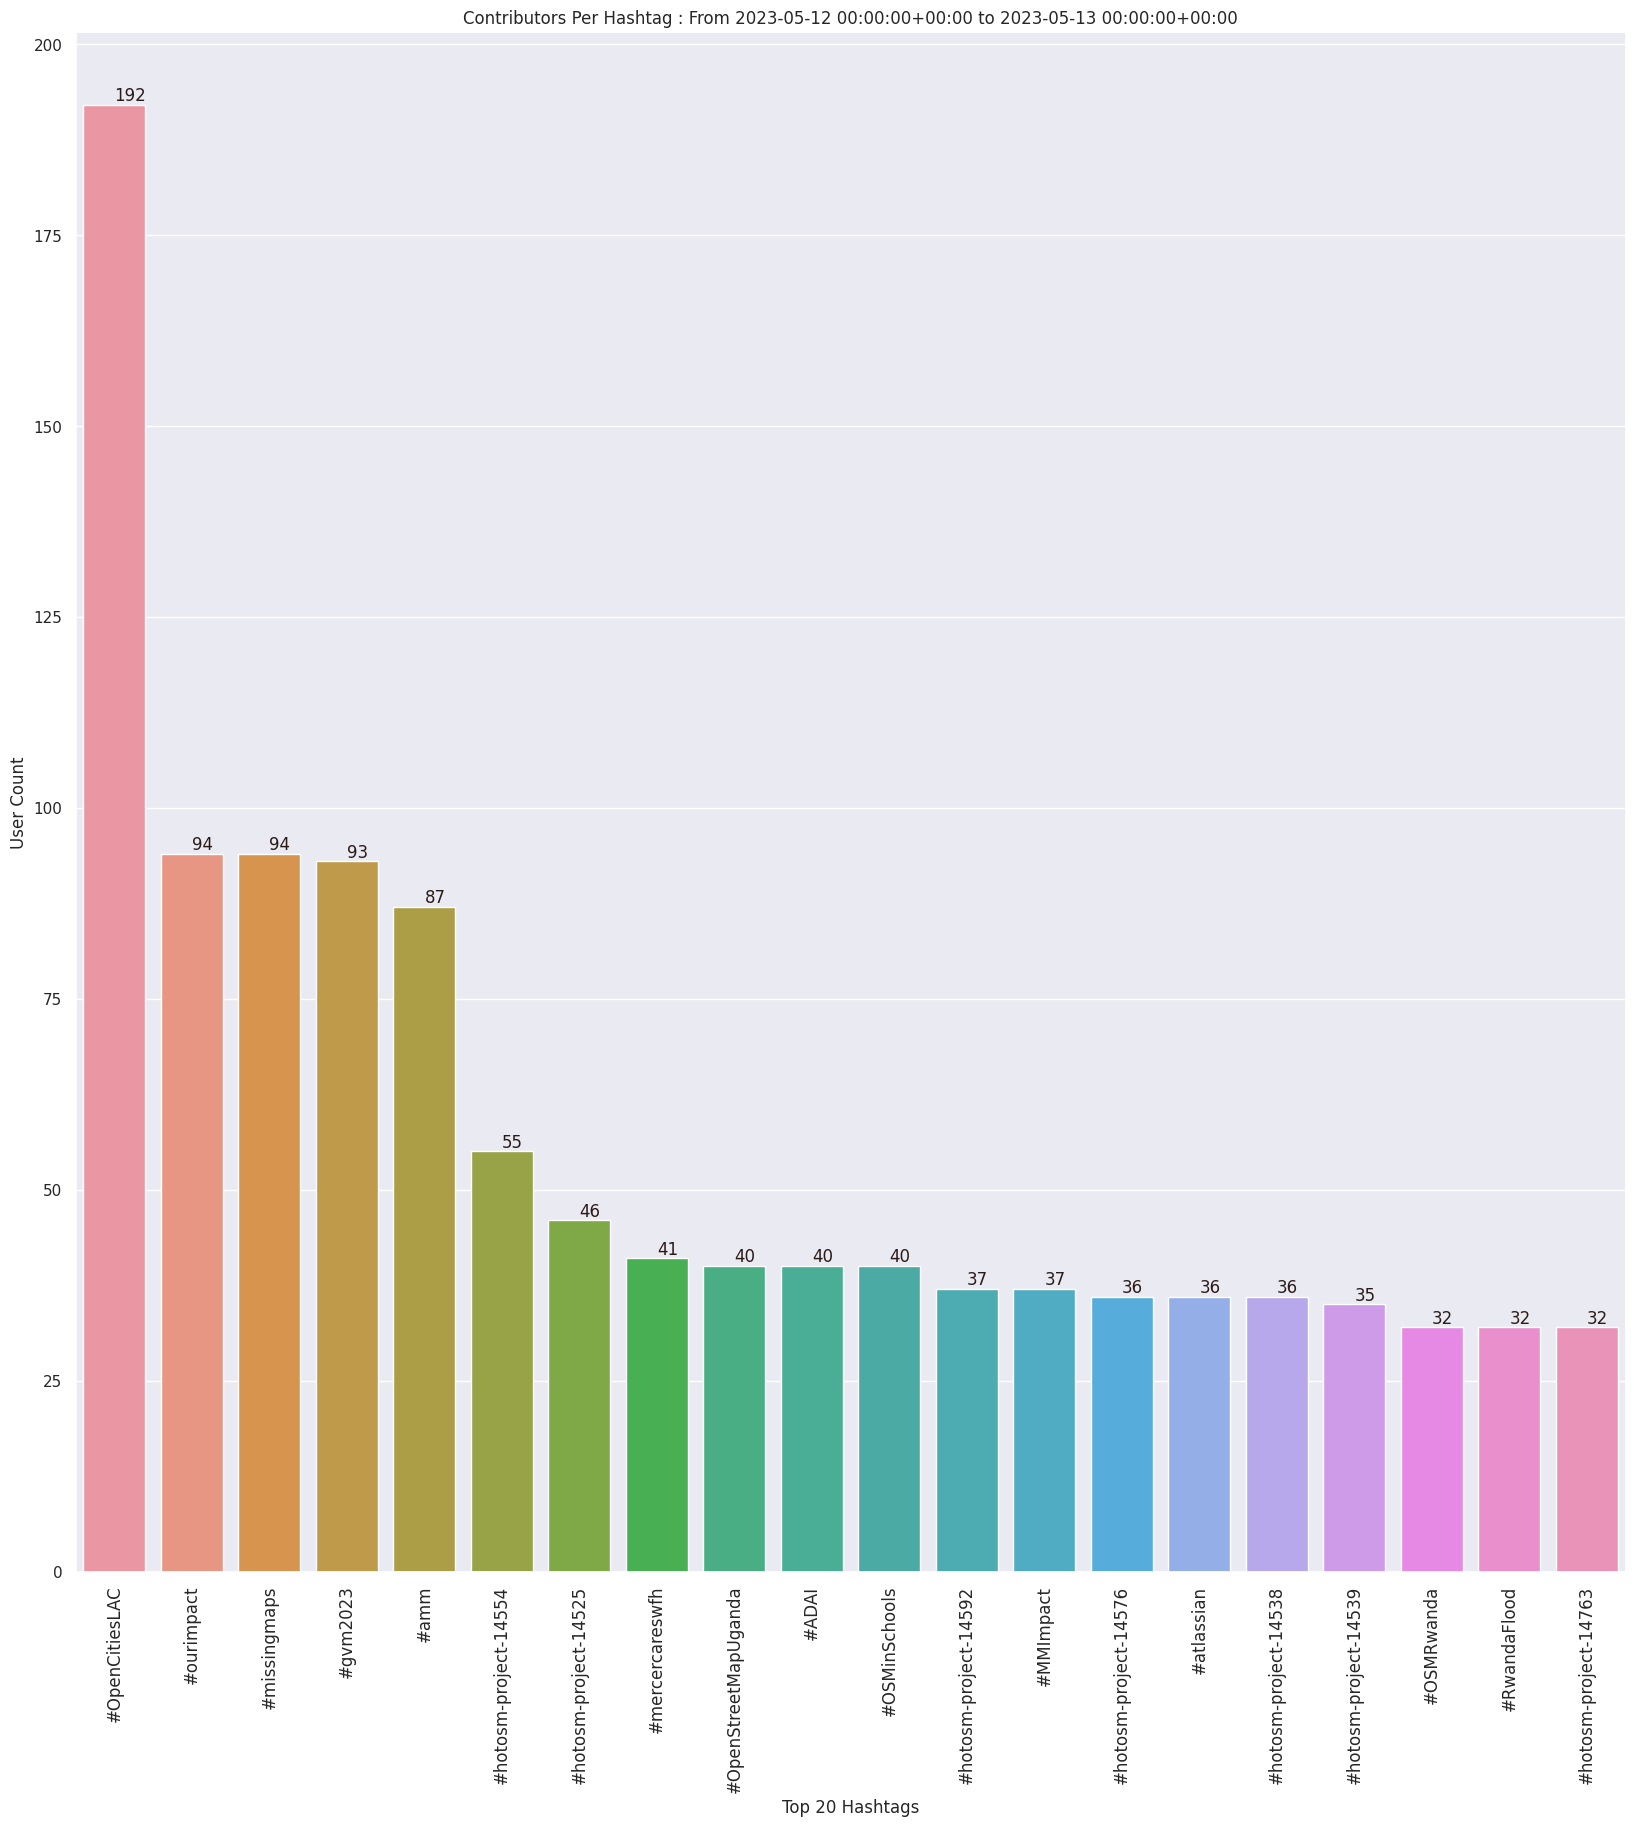 Contributors Per Hashtag : From 2023-05-12 00:00:00+00:00 to 2023-05-13 00:00:00+00:00
User Count
200
175
150
125
100
75
50
25
0
192
94
94
93
87
55
46
41
40
40
40
37
37
36
36
36
35
32
32
32
#OpenCitiesLAC
#ourimpact
#missingmaps
#gvm2023
#amm
#hotosm-project-14554
#hotosm-project-14525
#mercercareswfh
#OpenStreetMapUganda
#ADAI
#OSMinSchools
#hotosm-project-14592
#MMImpact
#hotosm-project-14576
#atlassian
#hotosm-project-14538
#hotosm-project-14539
#OSMRwanda
#RwandaFlood
#hotosm-project-14763
Top 20 Hashtags